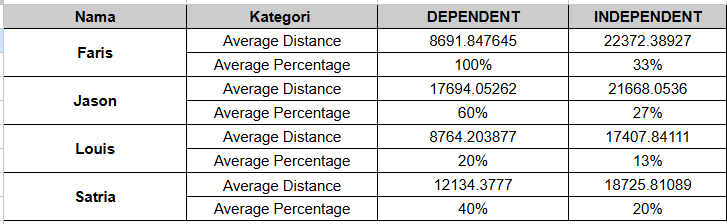 Nama Kategori DEPENDENT INDEPENDENT
Faris Average Distance 8691.847645 22372.38927
Average Percentage 100% 33%
Jason Average Distance 17694.05262 21668.0536
Average Percentage 60% 27%
Louis Average Distance 8764.203877 17407.84111
Average Percentage 20% 13%
Satria Average Distance 12134.3777 18725.81089
Average Percentage 40% 20%